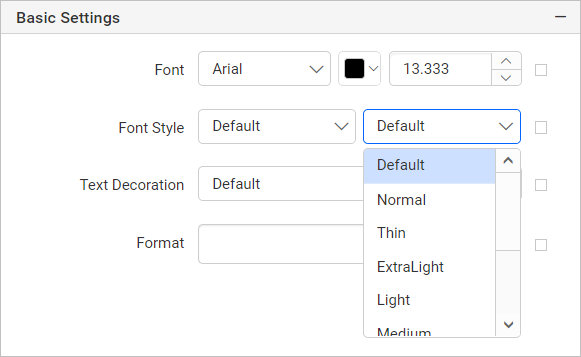 Basic Settings
Font Arial 13.333
Font Style Default Default
Default
Text Decoration Default
Normal
Thin
Format
ExtraLight
Light
Medium